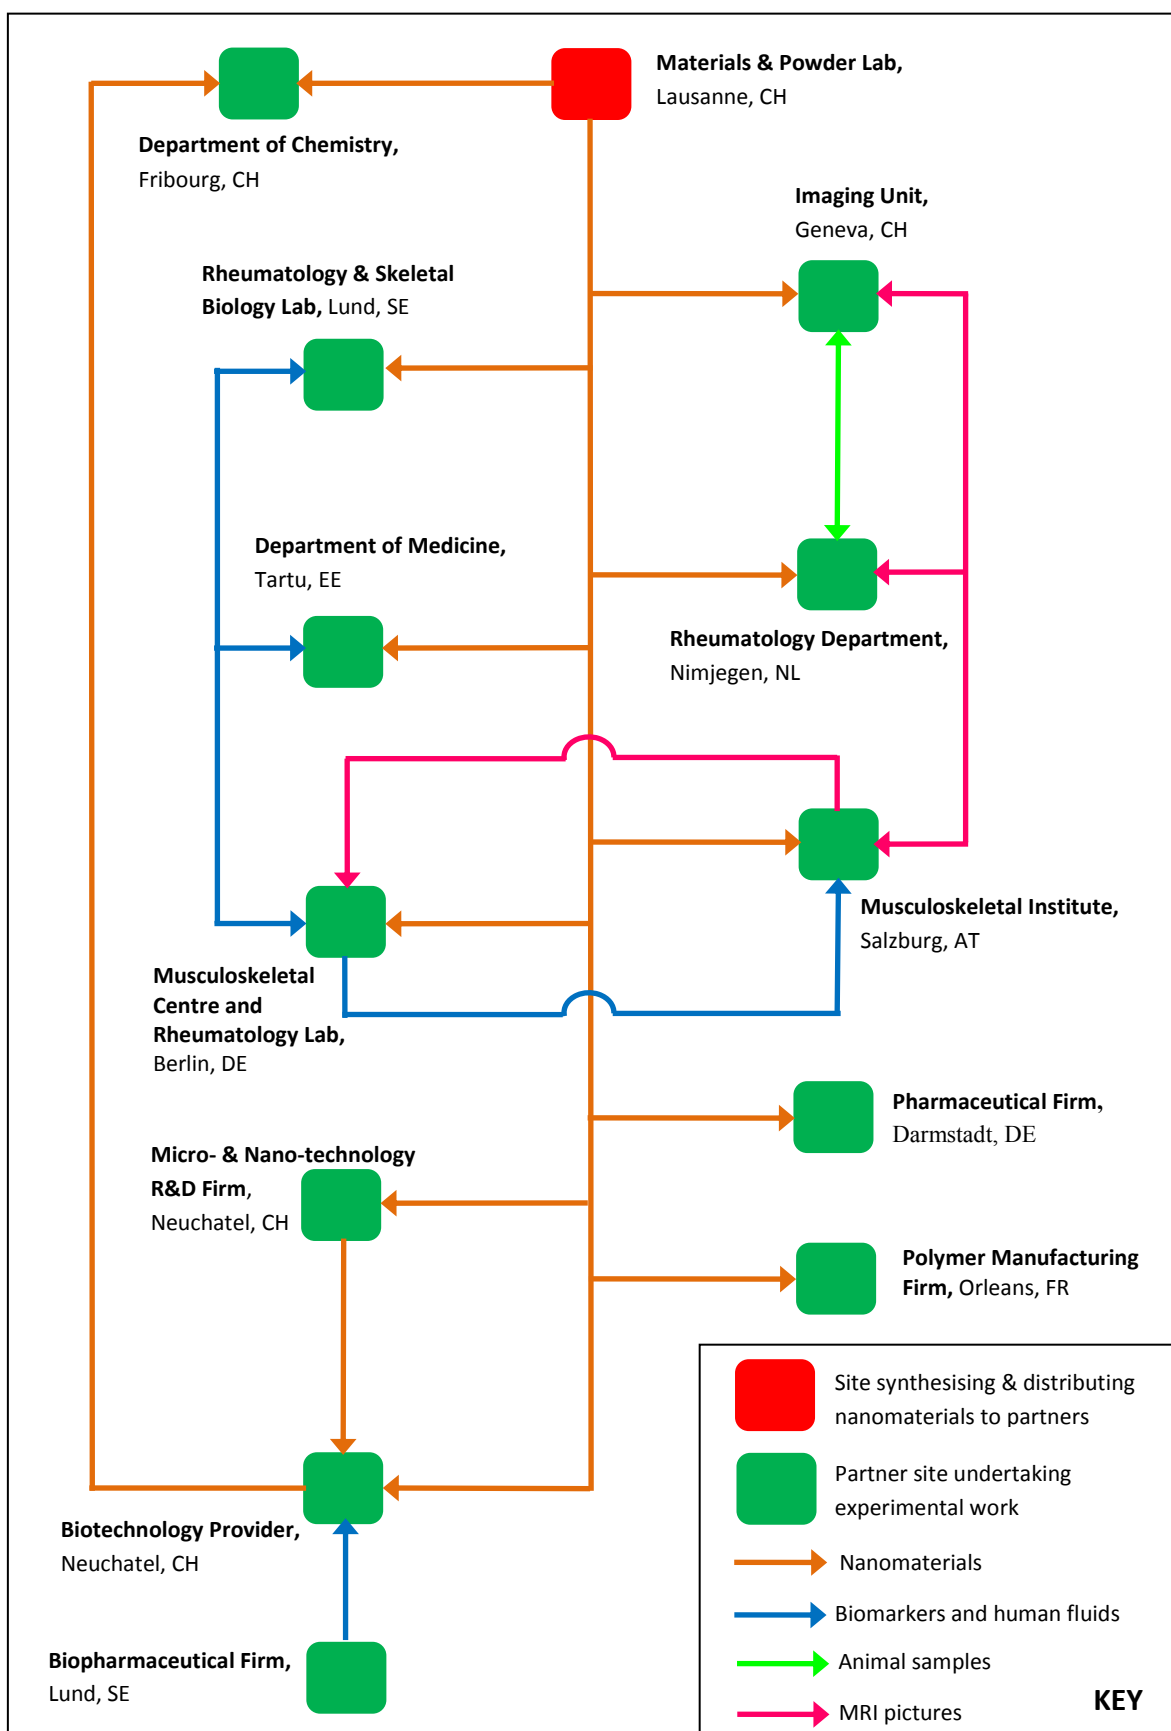 Materials & Powder Lab,
Lausanne, CH
Department of Chemistry,
Fribourg, CH
Imaging Unit,
Geneva, CH
Rheumatology & Skeletal
Biology Lab, Lund, SE
Department of Medicine,
Tartu, EE
Rheumatology Department,
Nimjegen, NL
Musculoskeletal Institute,
Salzburg, AT
Musculoskeletal
Centre and
Rheumatology Lab,
Berlin, DE
Pharmaceutical Firm,
Darmstadt, DE
Micro- & Nano-technology
R&D Firm,
Neuchatel, CH
Polymer Manufacturing
Firm, Orleans, FR
Biotechnology Provider,
Neuchatel, CH
Biopharmaceutical Firm,
Lund, SE
Site synthesising & distributing
nanomaterials to partners
Partner site undertaking
experimental work
Nanomaterials
Biomarkers and human fluids
Animal samples
MRI pictures
KEY